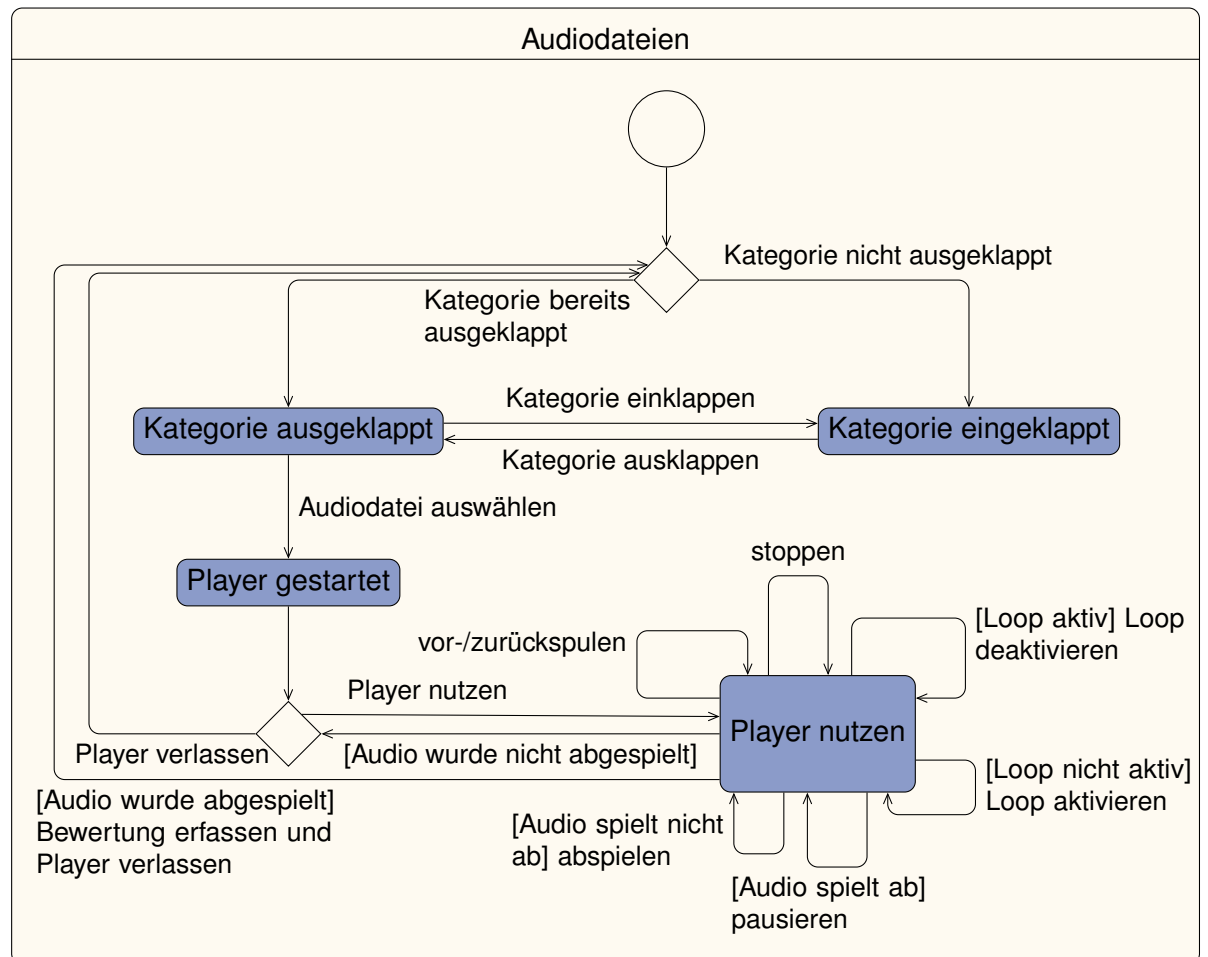 Audiodateien
Kategorie nicht ausgeklappt
Kategorie bereits
ausgeklappt
Kategorie einklappen
Kategorie ausgeklappt
Kategorie eingeklappt
Kategorie ausklappen
Audiodatei auswählen
Player gestartet
stoppen
[Loop aktiv] Loop
deaktivieren
vor-/zurückspulen
Player nutzen
Player nutzen
Player verlassen
[Audio wurde nicht abgespielt]
[Loop nicht aktiv]
Loop aktivieren
[Audio wurde abgespielt]
Bewertung erfassen und
Player verlassen
[Audio spielt nicht
ab] abspielen
[Audio spielt ab]
pausieren